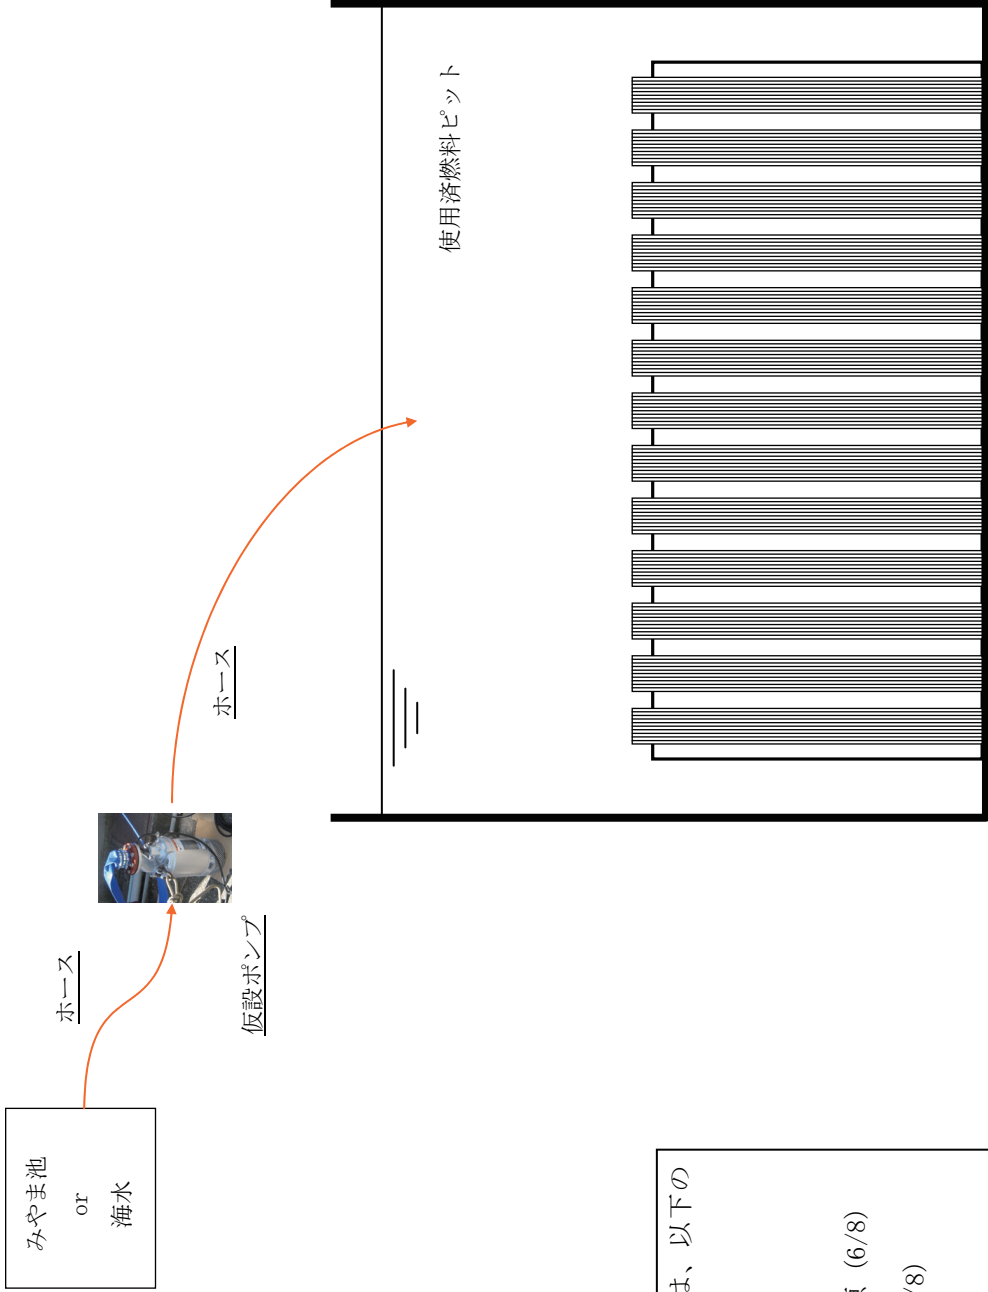 みやま池
or
海水
ホース
仮設ポンプ
ホース
使用済燃料ピット
は、以下の
(6/8)
/8)